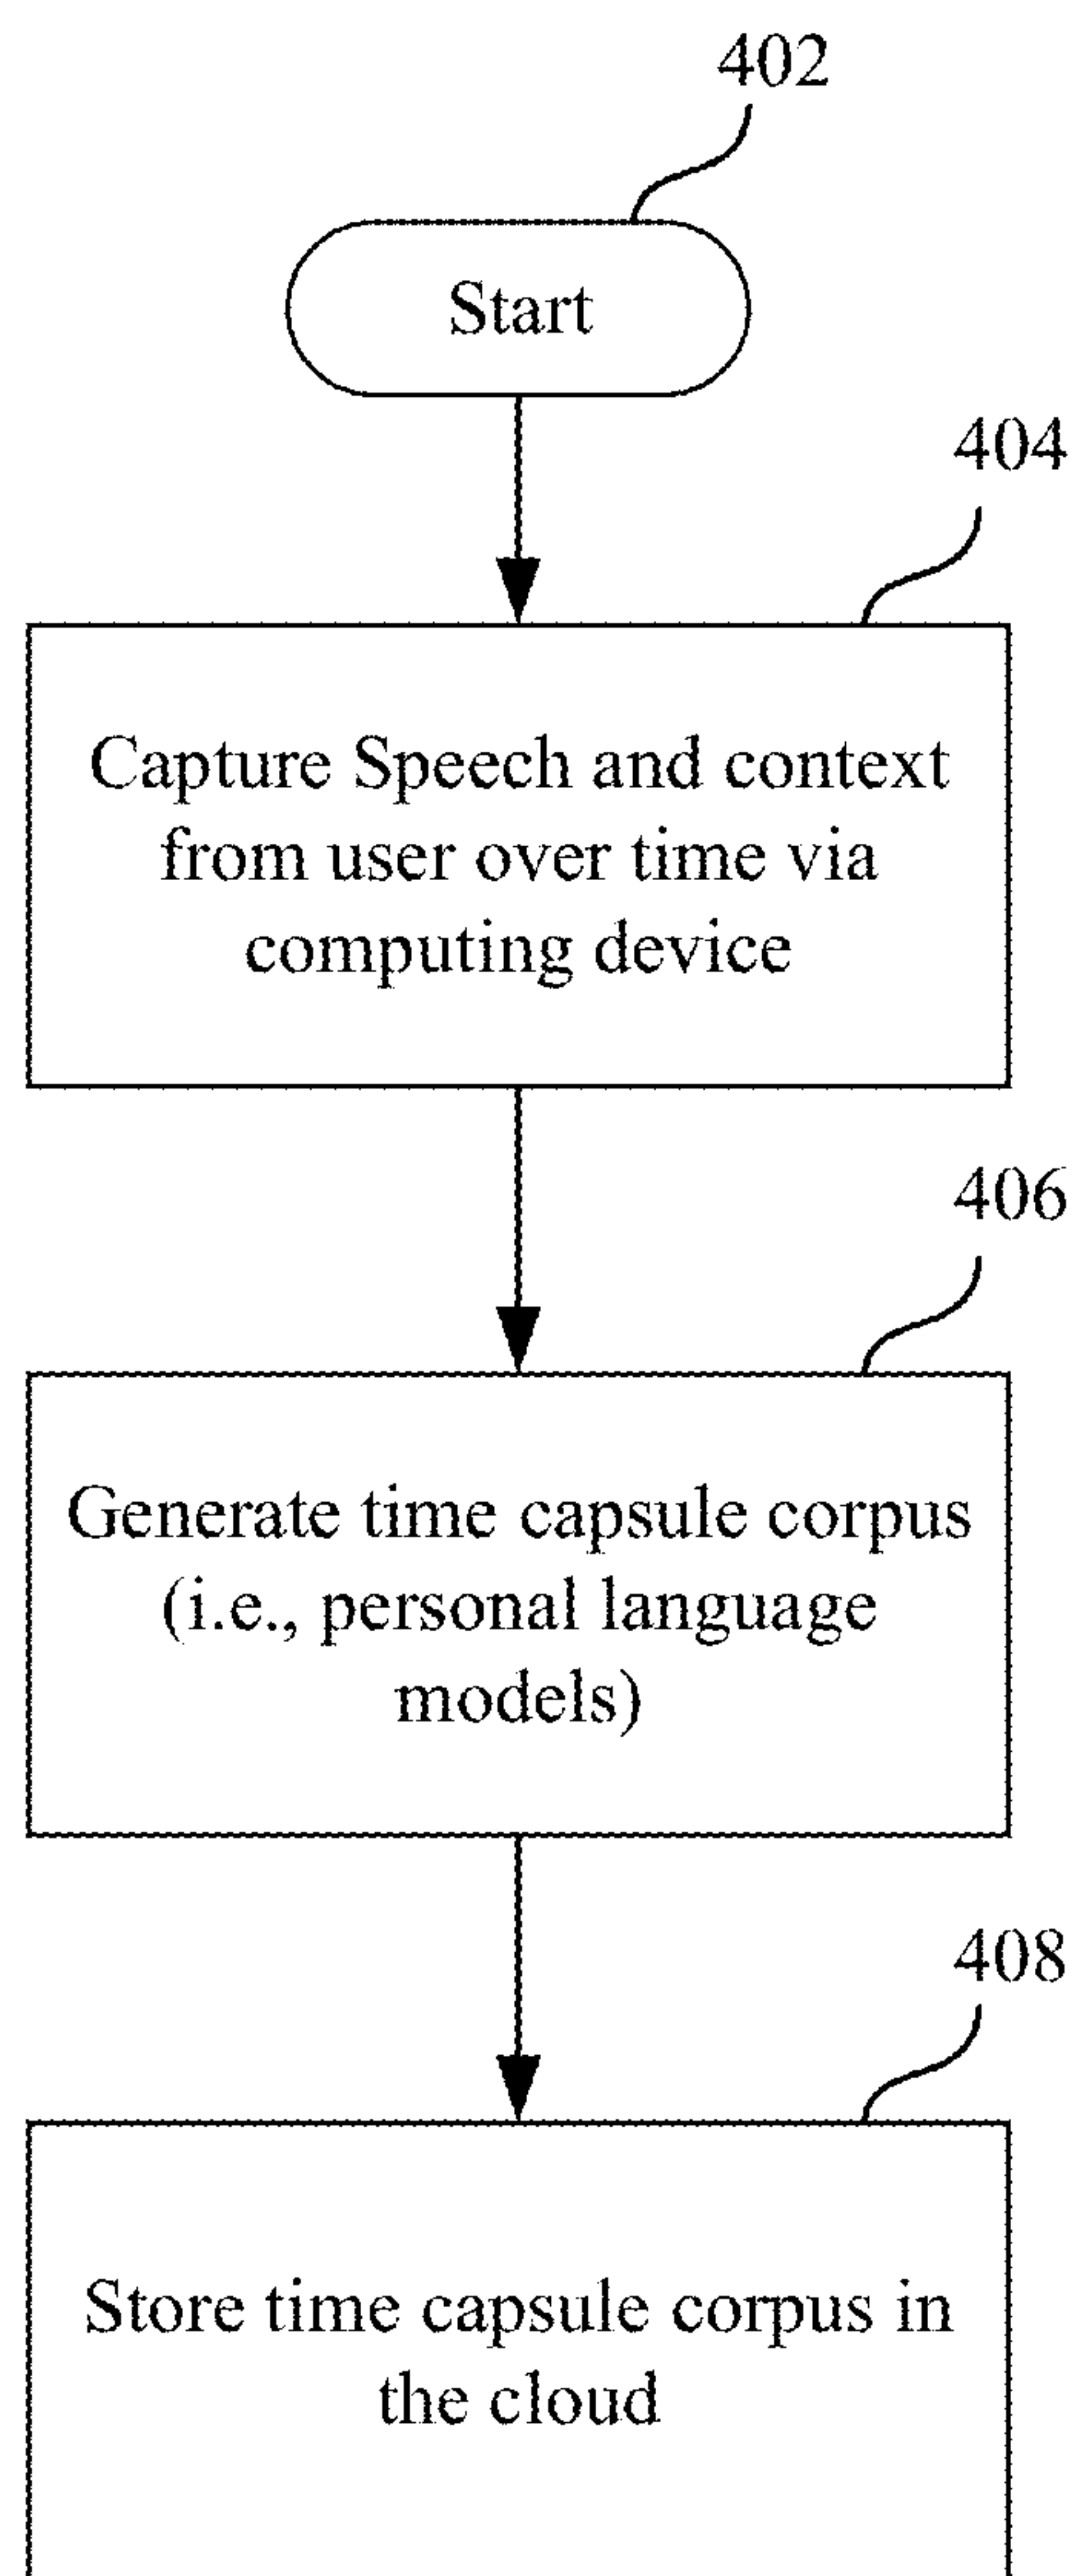 402
Start
404
Capture Speech and context
from user over time via
computing device
406
Generate time capsule corpus
(i.e., personal language
models)
408
Store time capsule corpus in
the cloud